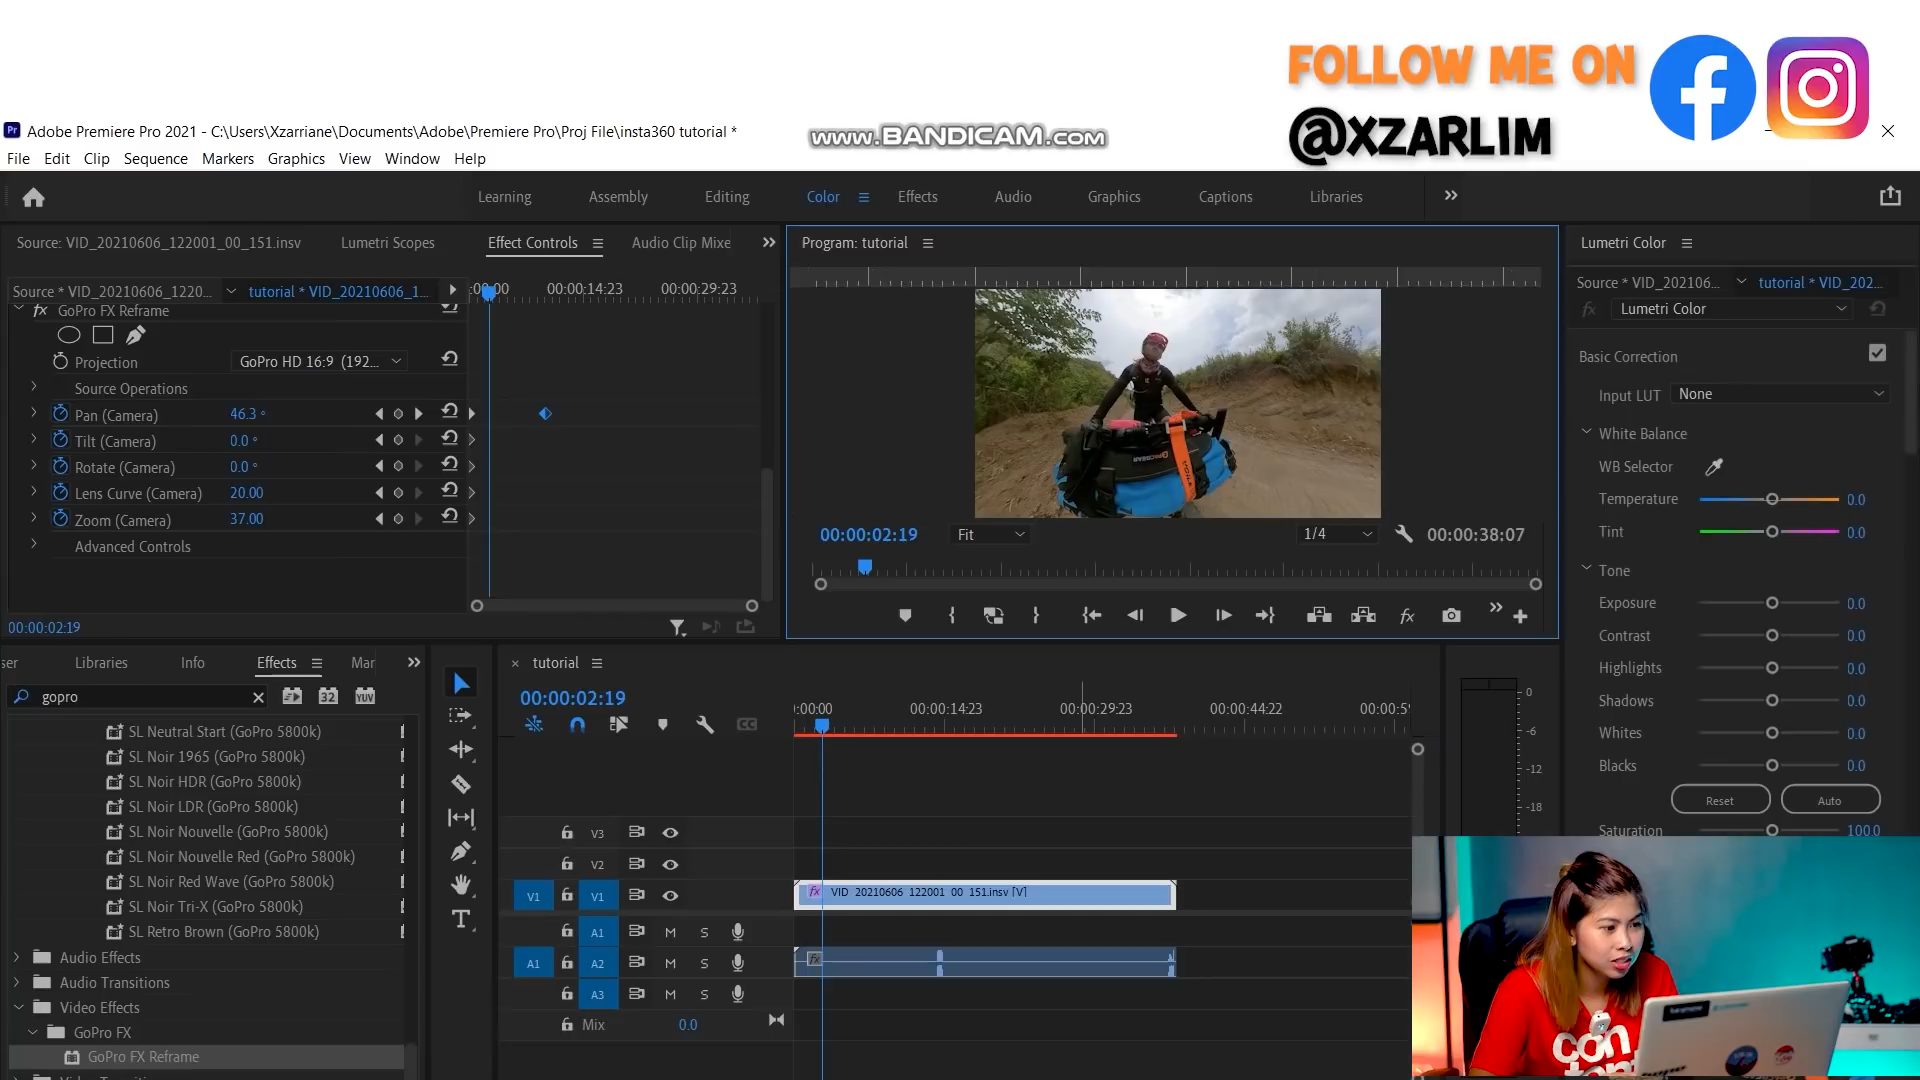 FOLLOW ME ON
@XZARLIM
Adobe Premiere Pro 2021 - C:\Users\Xzarriane\Documents\Adobe\Premiere Pro\Proj File\insta360 tutorial *
www.BANDICAM.com
File Edit Clip Sequence Markers Graphics View Window Help
Learning Assembly Editing Color Effects Audio Graphics Captions Libraries
Source: VID_20210606_122001_00_151.insv Lumetri Scopes Effect Controls Audio Clip Mixe
Source * VID_20210606_1220... tutorial * VID_20210606_1... :00:00 00:00:14:23 00:00:29:23
fx GoPro FX Reframe
Projection GoPro HD 16:9 (192...
Source Operations
Pan (Camera) 46.3 °
Tilt (Camera) 0.0 °
Rotate (Camera) 0.0 °
Lens Curve (Camera) 20.00
Zoom (Camera) 37.00
Advanced Controls
00:00:02:19
Program: tutorial
00:00:02:19 Fit 1/4 00:00:38:07
fx
Lumetri Color
Source * VID_202106... tutorial * VID_202...
fx Lumetri Color
Basic Correction
Input LUT None
White Balance
WB Selector
Temperature 0.0
Tint 0.0
Tone
Exposure 0.0
Contrast 0.0
Highlights 0.0
Shadows 0.0
Whites 0.0
Blacks 0.0
Reset Auto
Saturation 100.0
ser Libraries Info Effects Mar
gopro 32 YUV
SL Neutral Start (GoPro 5800k)
SL Noir 1965 (GoPro 5800k)
SL Noir HDR (GoPro 5800k)
SL Noir LDR (GoPro 5800k)
SL Noir Nouvelle (GoPro 5800k)
SL Noir Nouvelle Red (GoPro 5800k)
SL Noir Red Wave (GoPro 5800k)
SL Noir Tri-X (GoPro 5800k)
SL Retro Brown (GoPro 5800k)
Audio Effects
Audio Transitions
Video Effects
GoPro FX
GoPro FX Reframe
tutorial
00:00:02:19
:00:00 00:00:14:23 00:00:29:23 00:00:44:22 00:00:59
V3
V2
V1 V1 fx VID_20210606_122001_00_151.insv [V]
A1 M S
A1 A2 M S fx
A3 M S
Mix 0.0
0
-6
-12
-18
con